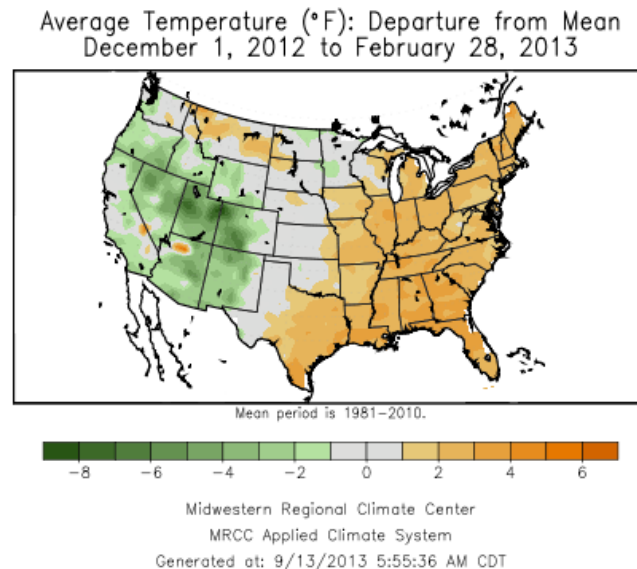 Average Temperature (°F): Departure from Mean
December 1, 2012 to February 28, 2013
Mean period is 1981-2010.
-8 -6 -4 -2 0 2 4 6
Midwestern Regional Climate Center
MRCC Applied Climate System
Generated at: 9/13/2013 5:55:36 AM CDT